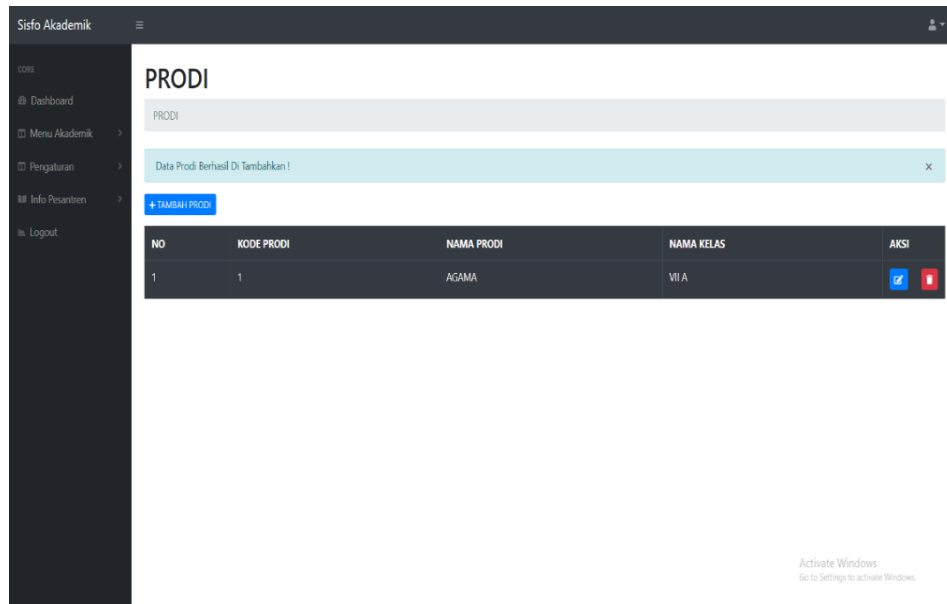 Sisfo Akademik
CORE
Dashboard
Menu Akademik
Pengaturan
Info Pesantren
Logout
PRODI
PRODI
Data Prodi Berhasil Di Tambahkan !
+ TAMBAH PRODI
NO KODE PRODI NAMA PRODI NAMA KELAS AKSI
1 1 AGAMA VII A
Activate Windows
Go to Settings to activate Windows.